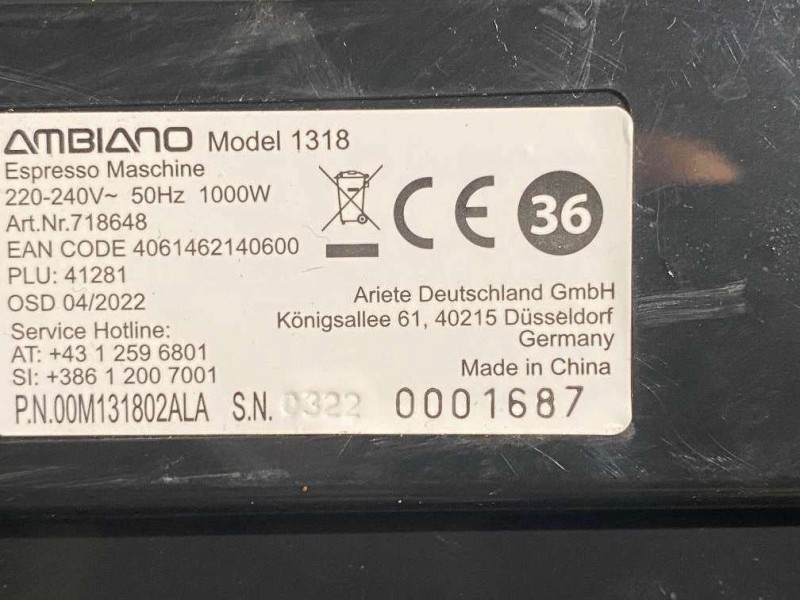 AMBIANO Model 1318
Espresso Maschine
220-240V~ 50Hz 1000W
Art.Nr.718648
EAN CODE 4061462140600
PLU: 41281
OSD 04/2022
Service Hotline:
AT: +43 1 259 6801
SI: +386 1 200 7001
P.N.00M131802ALA S.N. 0322 0001687
CE
36
Ariete Deutschland GmbH
Königsallee 61, 40215 Düsseldorf
Germany
Made in China